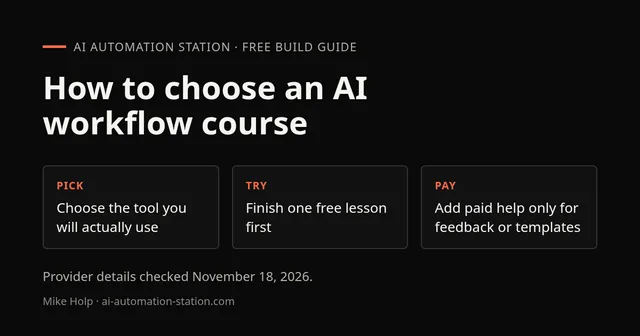 AI AUTOMATION STATION · FREE BUILD GUIDE
How to choose an AI
workflow course
PICK
Choose the tool you
will actually use
TRY
Finish one free lesson
first
PAY
Add paid help only for
feedback or templates
Provider details checked November 18, 2026.
Mike Holp · ai-automation-station.com